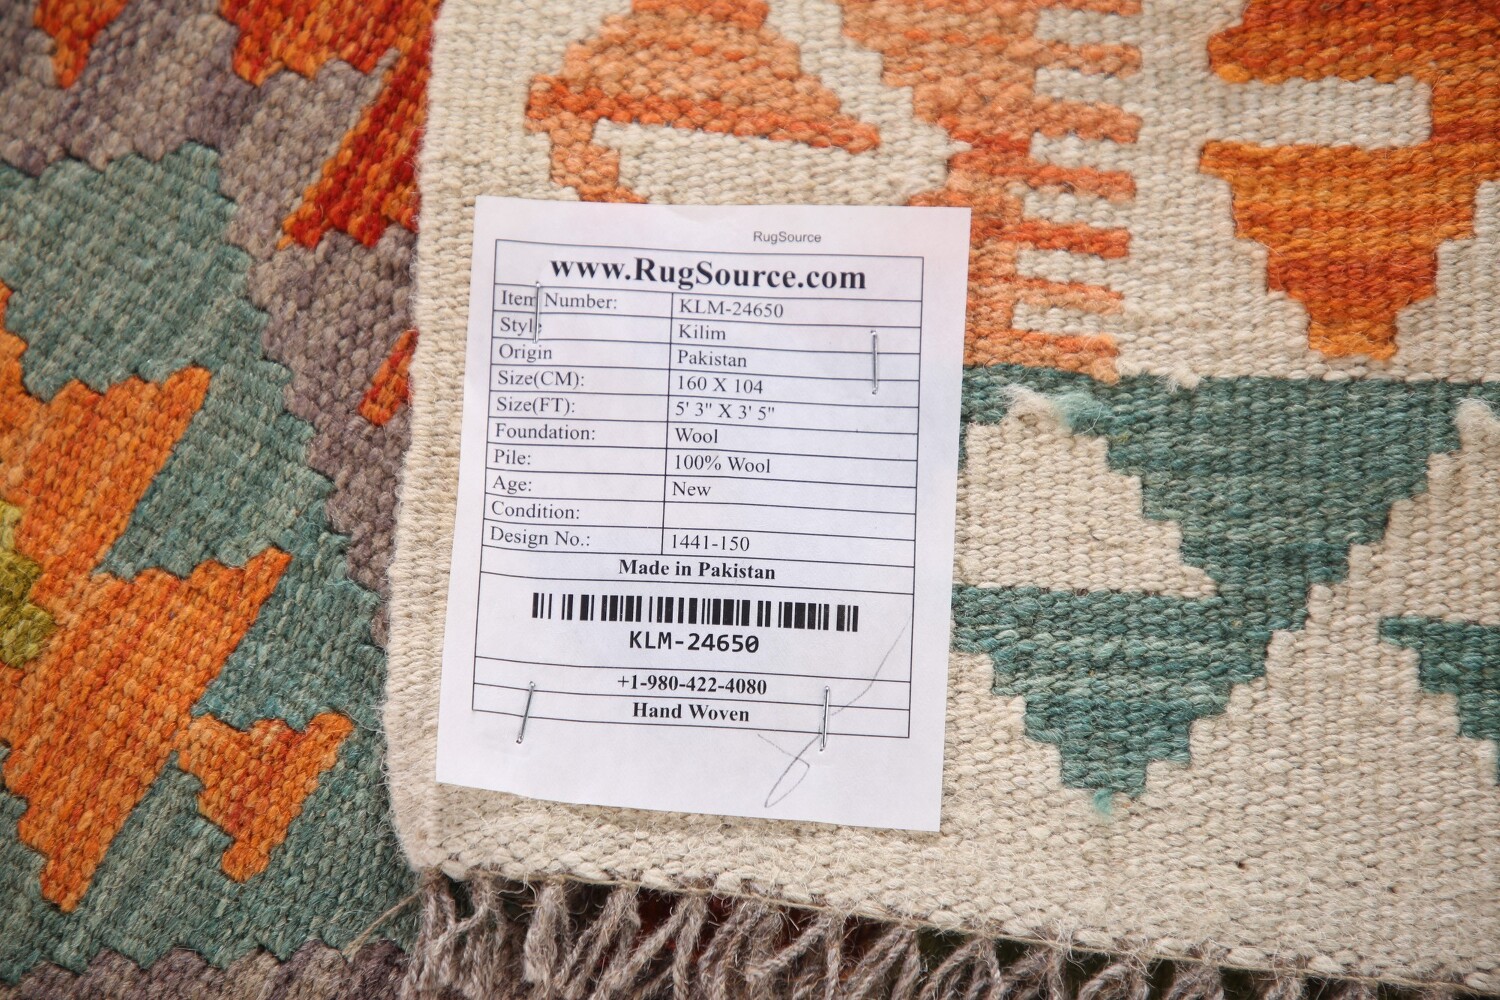 RugSource
www.RugSource.com
Item Number: KLM-24650
Style Kilim
Origin Pakistan
Size(CM): 160 X 104
Size(FT): 5' 3" X 3' 5"
Foundation: Wool
Pile: 100% Wool
Age: New
Condition:
Design No.: 1441-150
Made in Pakistan
KLM-24650
+1-980-422-4080
Hand Woven